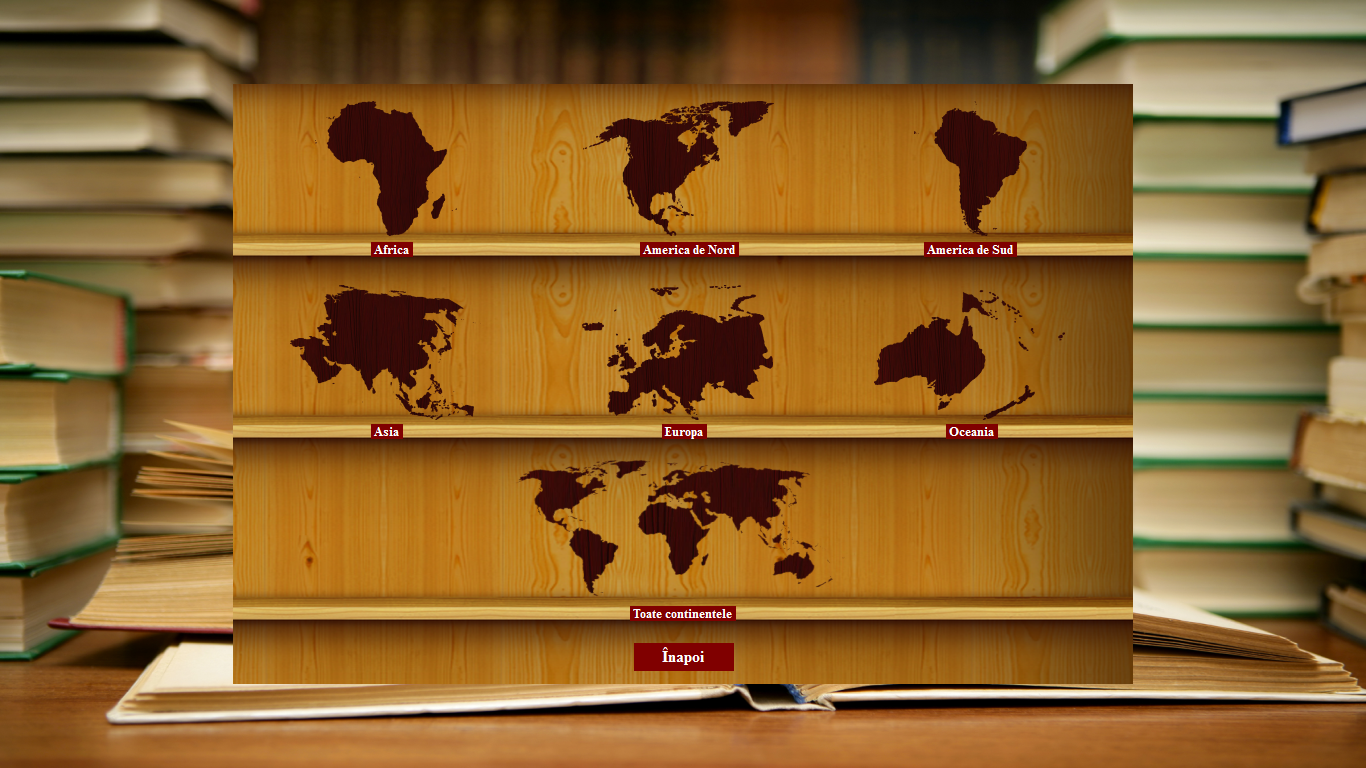 Africa
America de Nord
America de Sud
Asia
Europa
Oceania
Toate continentele
Înapoi